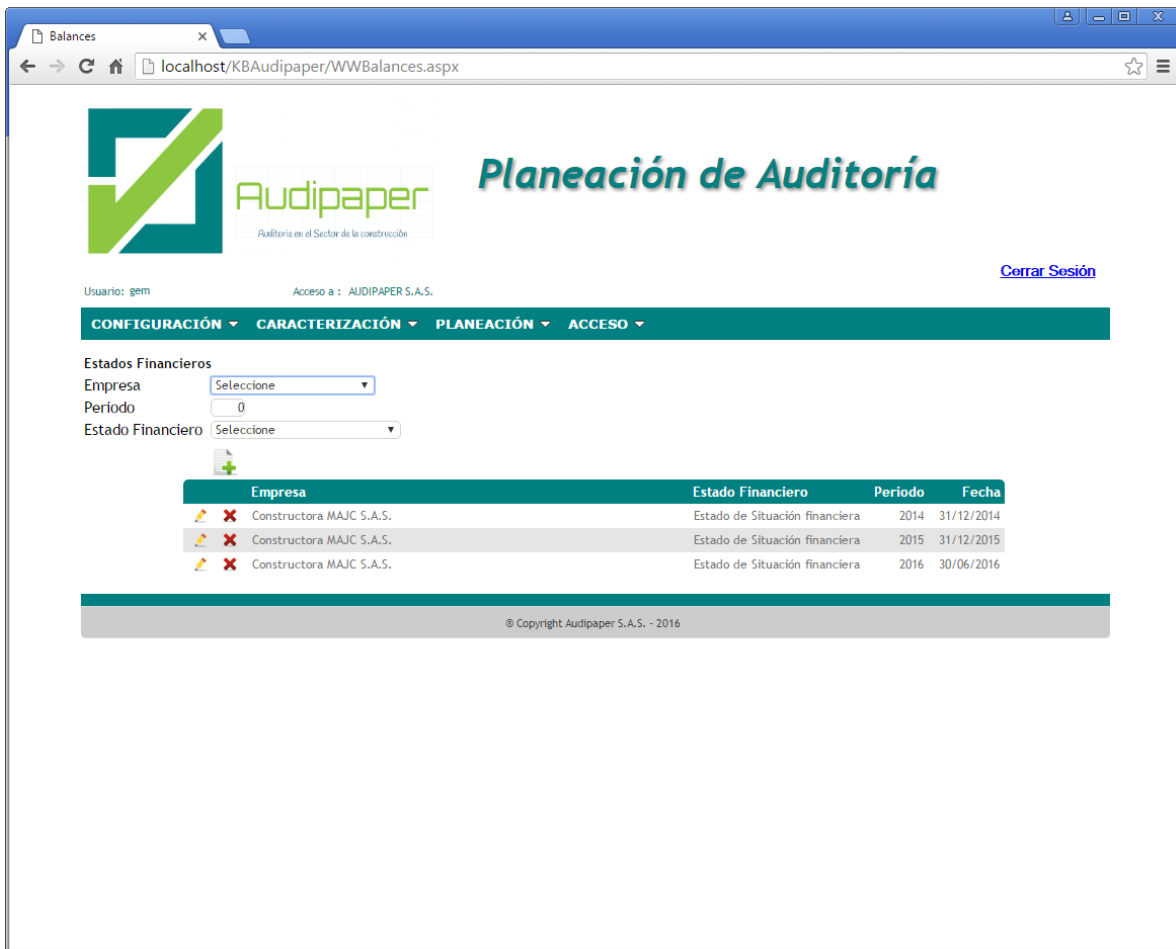 Balances
localhost/KBAudipaper/WWBalances.aspx
Audipaper
Auditoria en el Sector de la construcción
Planeación de Auditoría
Cerrar Sesión
Usuario: gem Acceso a : AUDIPAPER S.A.S.
CONFIGURACIÓN CARACTERIZACIÓN PLANEACIÓN ACCESO
Estados Financieros
Empresa Seleccione
Periodo 0
Estado Financiero Seleccione
Empresa Estado Financiero Periodo Fecha
Constructora MAJC S.A.S. Estado de Situación financiera 2014 31/12/2014
Constructora MAJC S.A.S. Estado de Situación financiera 2015 31/12/2015
Constructora MAJC S.A.S. Estado de Situación financiera 2016 30/06/2016
© Copyright Audipaper S.A.S. - 2016